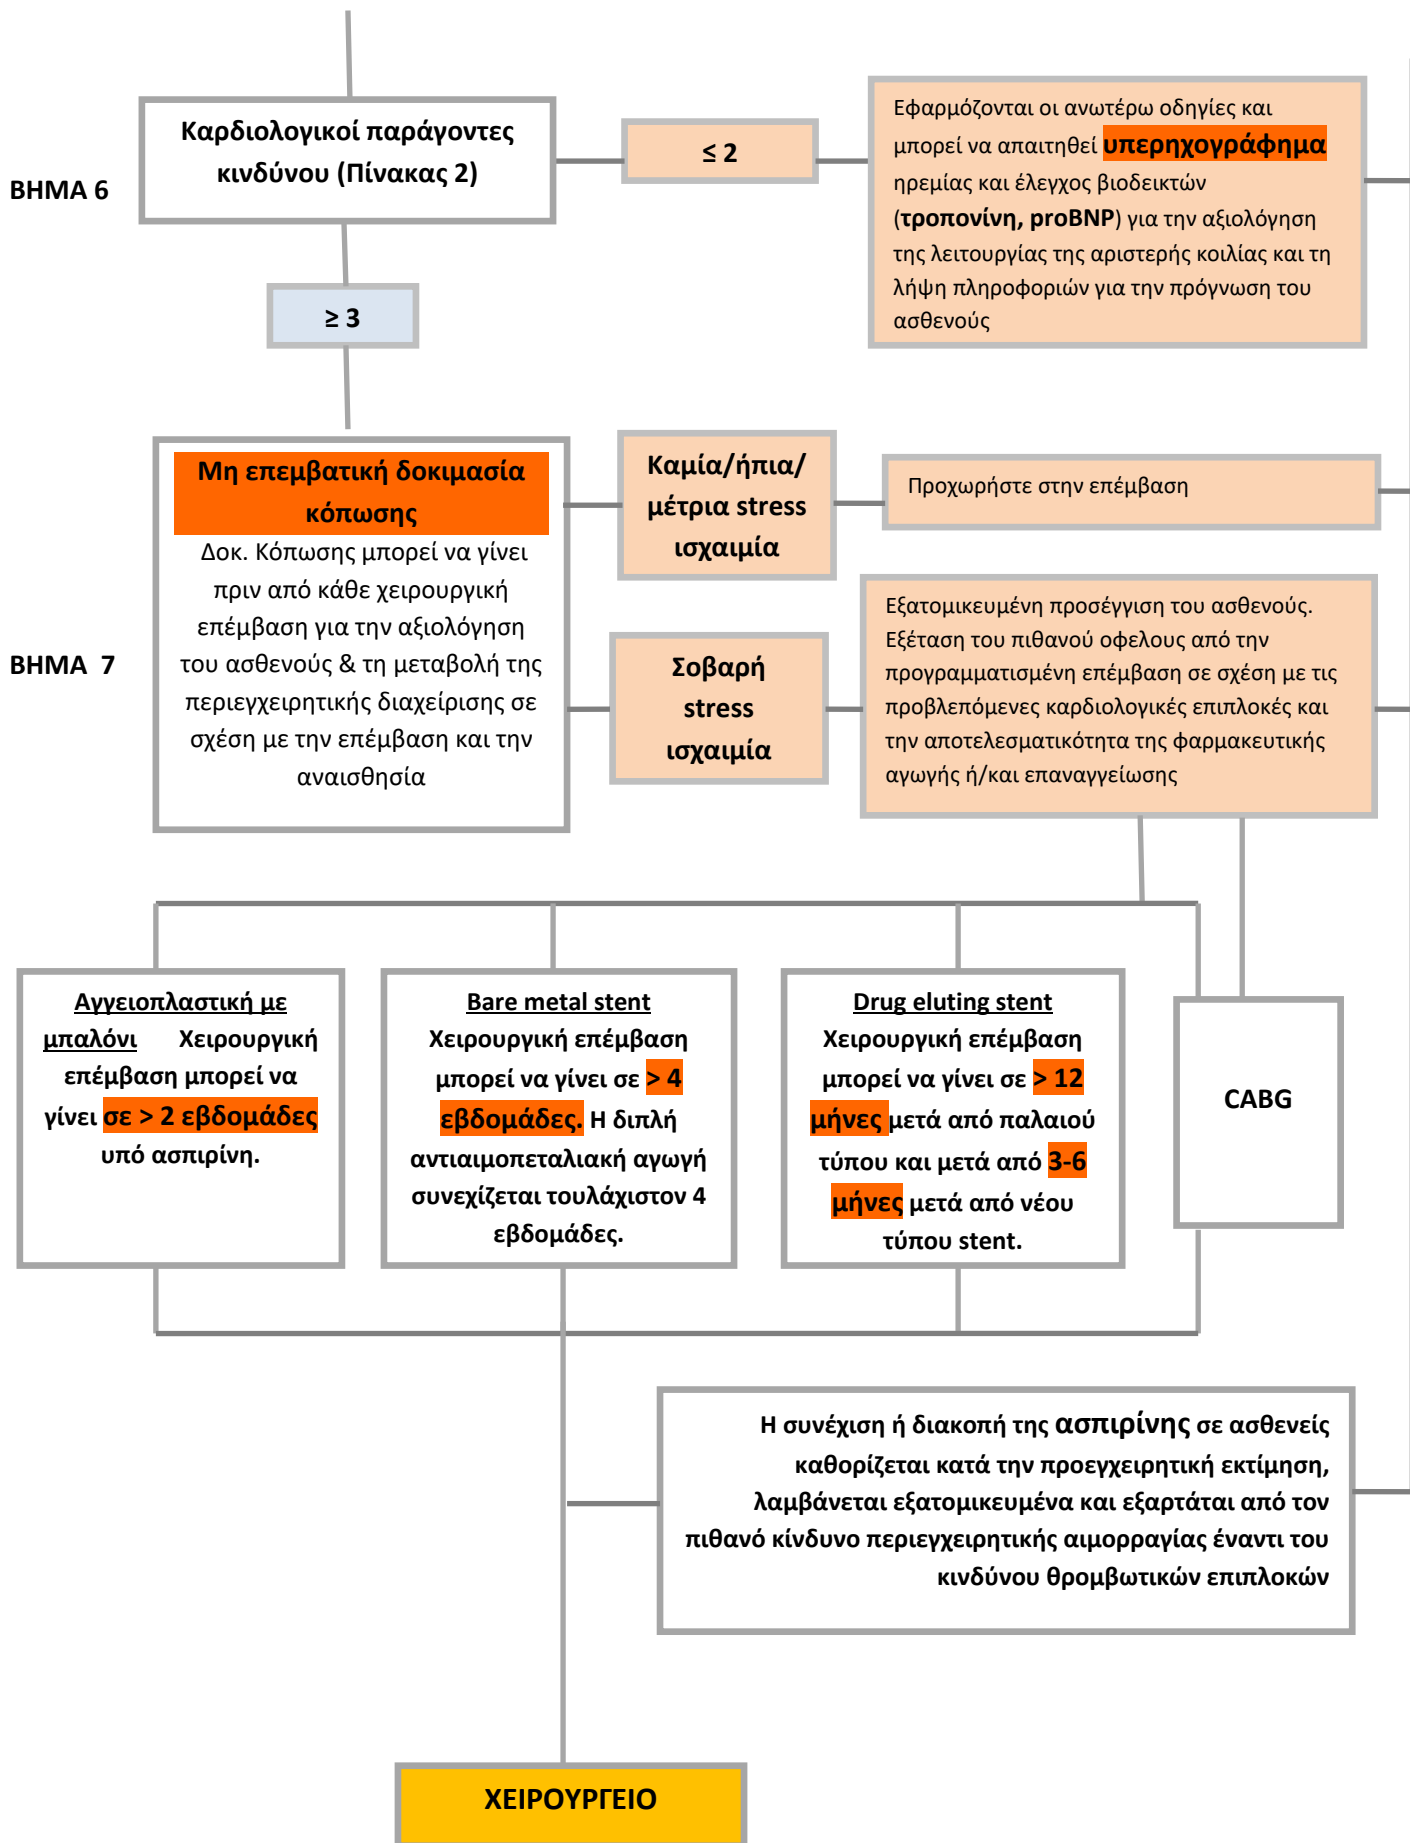 ΒΗΜΑ 6
Καρδιολογικοί παράγοντες
κινδύνου (Πίνακας 2)
≤ 2
Εφαρμόζονται οι ανωτέρω οδηγίες και
μπορεί να απαιτηθεί υπερηχογράφημα
ηρεμίας και έλεγχος βιοδεικτών
(τροπονίνη, proBNP) για την αξιολόγηση
της λειτουργίας της αριστερής κοιλίας και τη
λήψη πληροφοριών για την πρόγνωση του
ασθενούς
≥ 3
ΒΗΜΑ 7
Μη επεμβατική δοκιμασία
κόπωσης
Δοκ. Κόπωσης μπορεί να γίνει
πριν από κάθε χειρουργική
επέμβαση για την αξιολόγηση
του ασθενούς & τη μεταβολή της
περιεγχειρητικής διαχείρισης σε
σχέση με την επέμβαση και την
αναισθησία
Καμία/ήπια/
μέτρια stress
ισχαιμία
Προχωρήστε στην επέμβαση
Σοβαρή
stress
ισχαιμία
Εξατομικευμένη προσέγγιση του ασθενούς.
Εξέταση του πιθανού οφελους από την
προγραμματισμένη επέμβαση σε σχέση με τις
προβλεπόμενες καρδιολογικές επιπλοκές και
την αποτελεσματικότητα της φαρμακευτικής
αγωγής ή/και επαναγγείωσης
Αγγειοπλαστική με
μπαλόνι Χειρουργική
επέμβαση μπορεί να
γίνει σε > 2 εβδομάδες
υπό ασπιρίνη.
Bare metal stent
Χειρουργική επέμβαση
μπορεί να γίνει σε > 4
εβδομάδες. Η διπλή
αντιαιμοπεταλιακή αγωγή
συνεχίζεται τουλάχιστον 4
εβδομάδες.
Drug eluting stent
Χειρουργική επέμβαση
μπορεί να γίνει σε > 12
μήνες μετά από παλαιού
τύπου και μετά από 3-6
μήνες μετά από νέου
τύπου stent.
CABG
Η συνέχιση ή διακοπή της ασπιρίνης σε ασθενείς
καθορίζεται κατά την προεγχειρητική εκτίμηση,
λαμβάνεται εξατομικευμένα και εξαρτάται από τον
πιθανό κίνδυνο περιεγχειρητικής αιμορραγίας έναντι του
κινδύνου θρομβωτικών επιπλοκών
ΧΕΙΡΟΥΡΓΕΙΟ